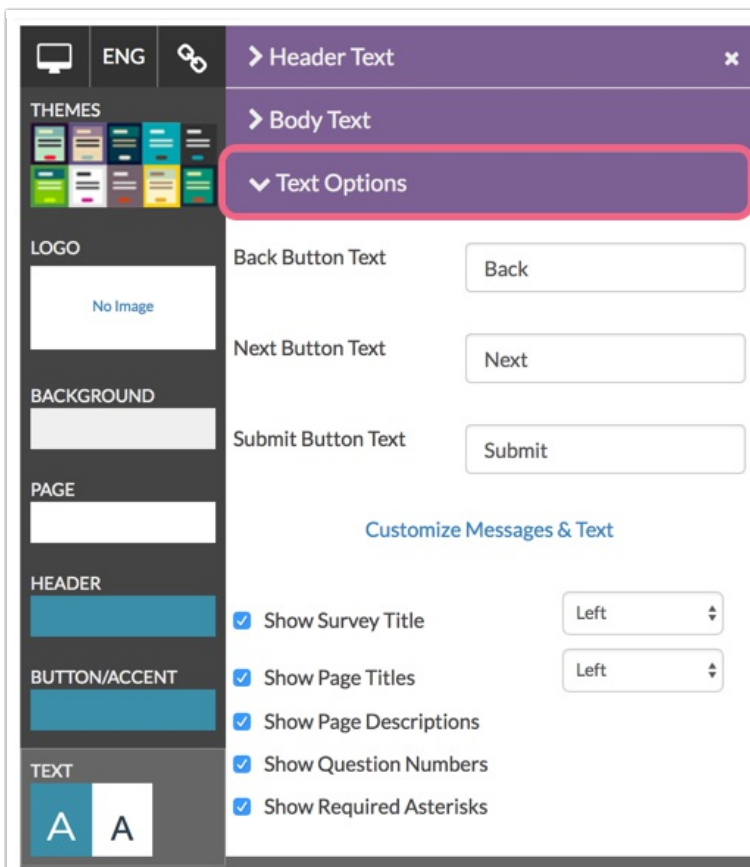 ENG
THEMES
LOGO
No Image
BACKGROUND
PAGE
HEADER
BUTTON/ACCENT
TEXT
A A
Header Text
Body Text
Text Options
Back Button Text Back
Next Button Text Next
Submit Button Text Submit
Customize Messages & Text
Show Survey Title Left
Show Page Titles Left
Show Page Descriptions
Show Question Numbers
Show Required Asterisks